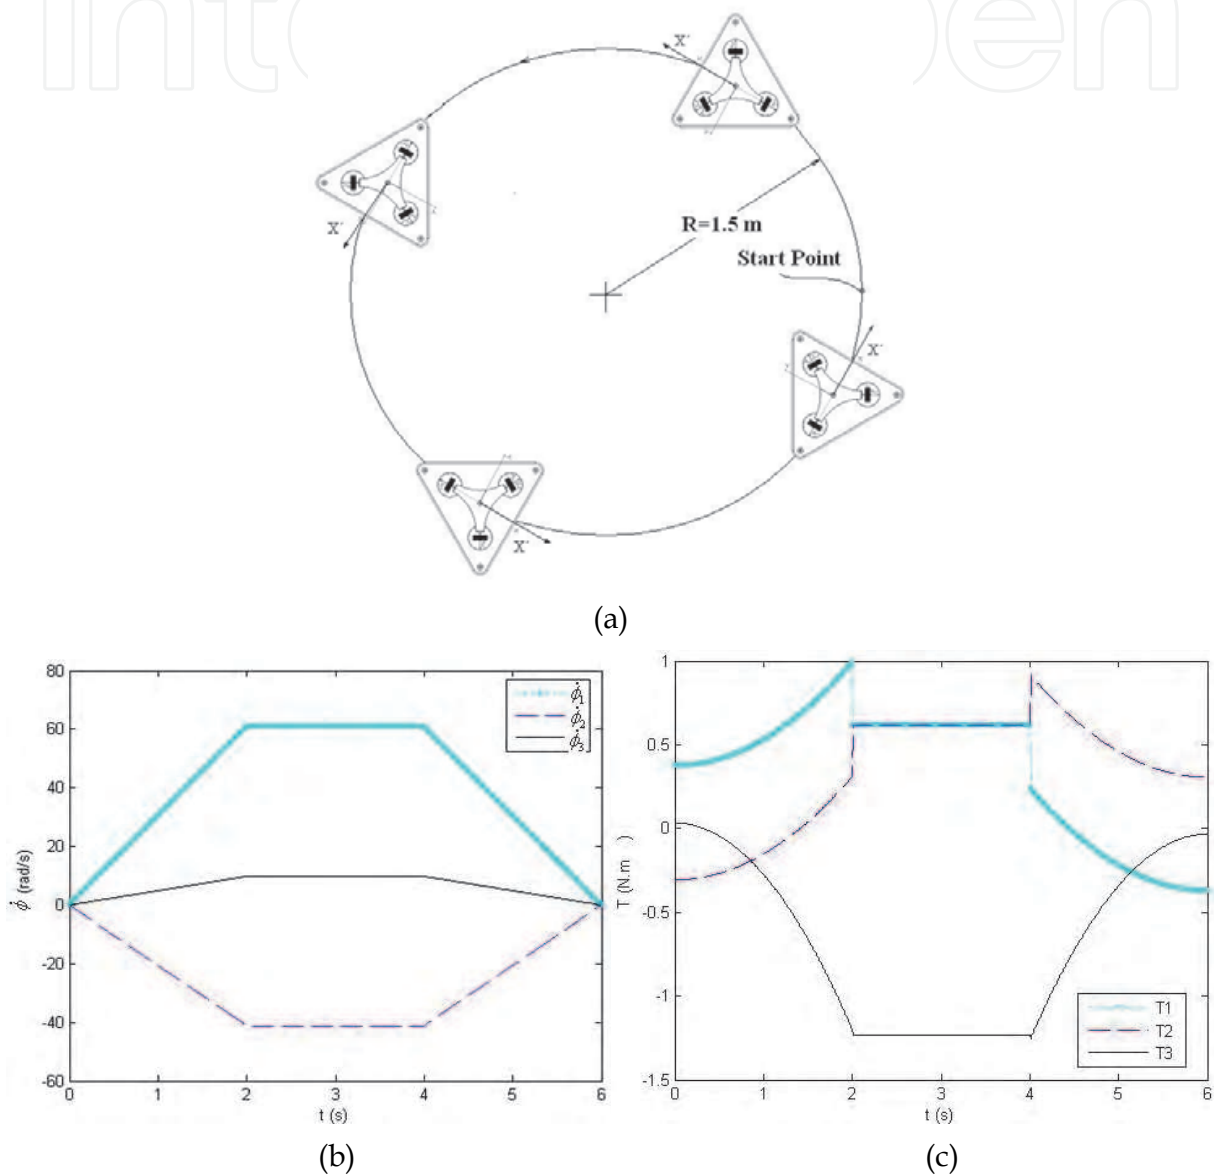 X'
X'
R=1.5 m
Start Point
X'
X'
(a)
80
60
40
20
0
-20
-40
-60
0 1 2 3 4 5 6
ϕ̇ (rad/s)
t (s)
ϕ̇₁
ϕ̇₂
ϕ̇₃
1
0.5
0
-0.5
-1
-1.5
0 1 2 3 4 5 6
T (N.m )
t (s)
T1
T2
T3
(b) (c)